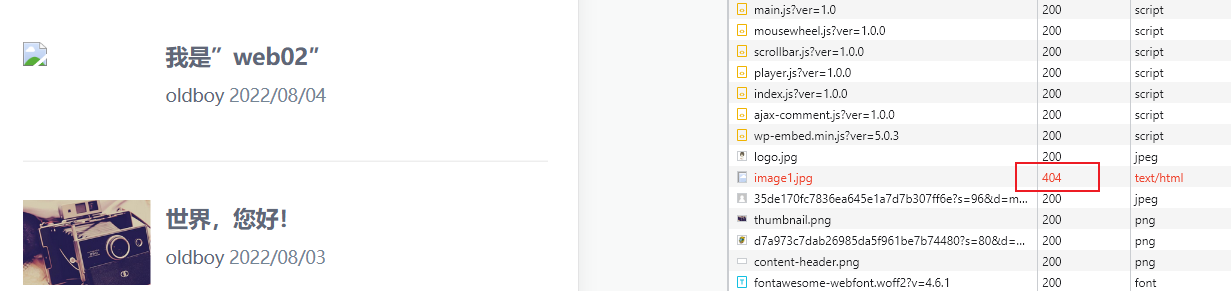 我是”web02”
oldboy 2022/08/04
世界，您好！
oldboy 2022/08/03
main.js?ver=1.0 200 script
mousewheel.js?ver=1.0.0 200 script
scrollbar.js?ver=1.0.0 200 script
player.js?ver=1.0.0 200 script
index.js?ver=1.0.0 200 script
ajax-comment.js?ver=1.0.0 200 script
wp-embed.min.js?ver=5.0.3 200 script
logo.jpg 200 jpeg
image1.jpg 404 text/html
35de170fc7836ea645e1a7d7b307ff6e?s=96&d=m... 200 jpeg
thumbnail.png 200 png
d7a973c7dab26985da5f961be7b74480?s=80&d=... 200 png
content-header.png 200 png
fontawesome-webfont.woff2?v=4.6.1 200 font